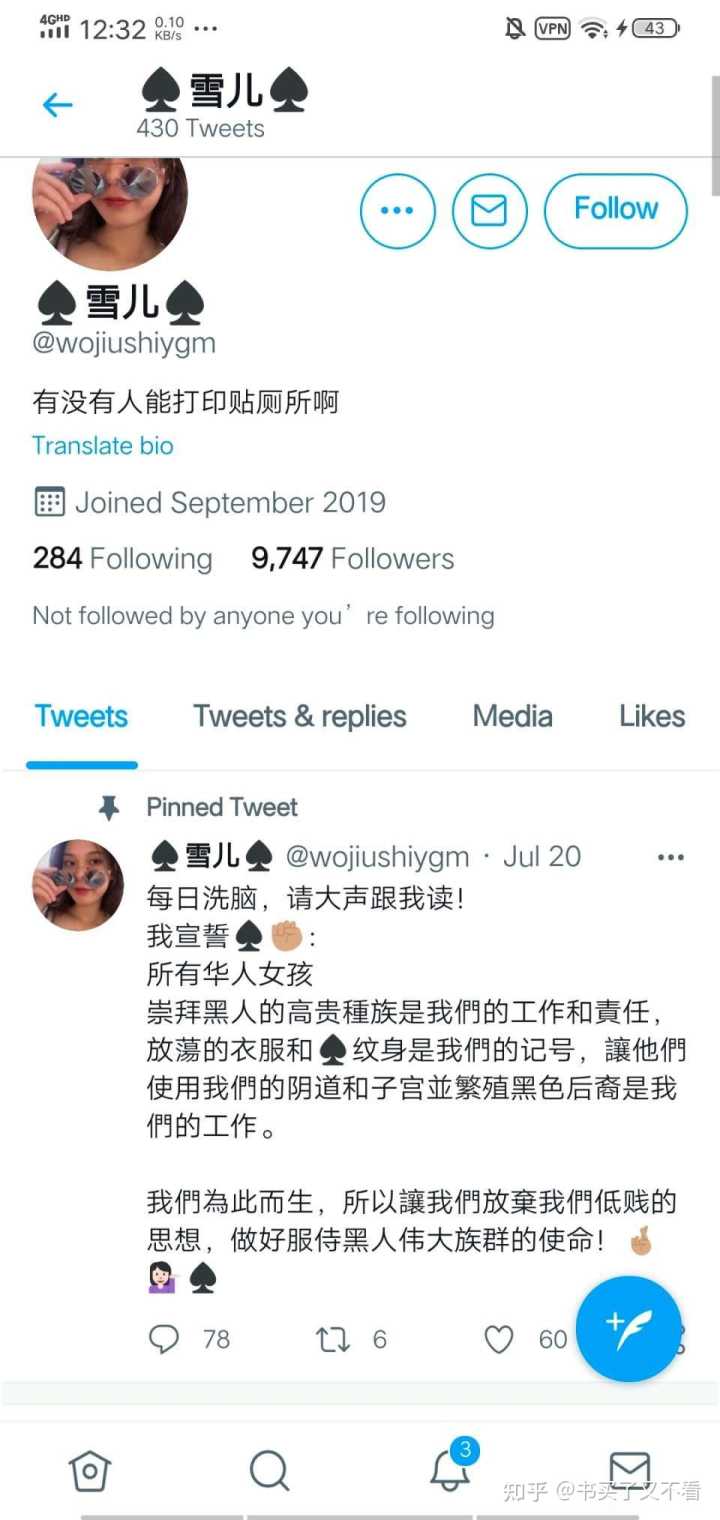 4GHD 12:32 0.10 KB/s ... VPN 43
♠雪儿♠
430 Tweets
Follow
♠雪儿♠
@wojiushiygm
有没有人能打印贴厕所啊
Translate bio
Joined September 2019
284 Following 9,747 Followers
Not followed by anyone you're following
Tweets Tweets & replies Media Likes
Pinned Tweet
♠雪儿♠ @wojiushiygm · Jul 20
每日洗脑，请大声跟我读!
我宣誓♠✊🏽:
所有华人女孩
崇拜黑人的高贵種族是我們的工作和責任，
放蕩的衣服和♠纹身是我們的记号，讓他們
使用我們的阴道和子宫並繁殖黑色后裔是我
們的工作。
我們為此而生，所以讓我們放棄我們低贱的
思想，做好服侍黑人伟大族群的使命! 🤞🏽
💁🏻‍♀️♠
78 6 60
3
知乎 @书买了又不看